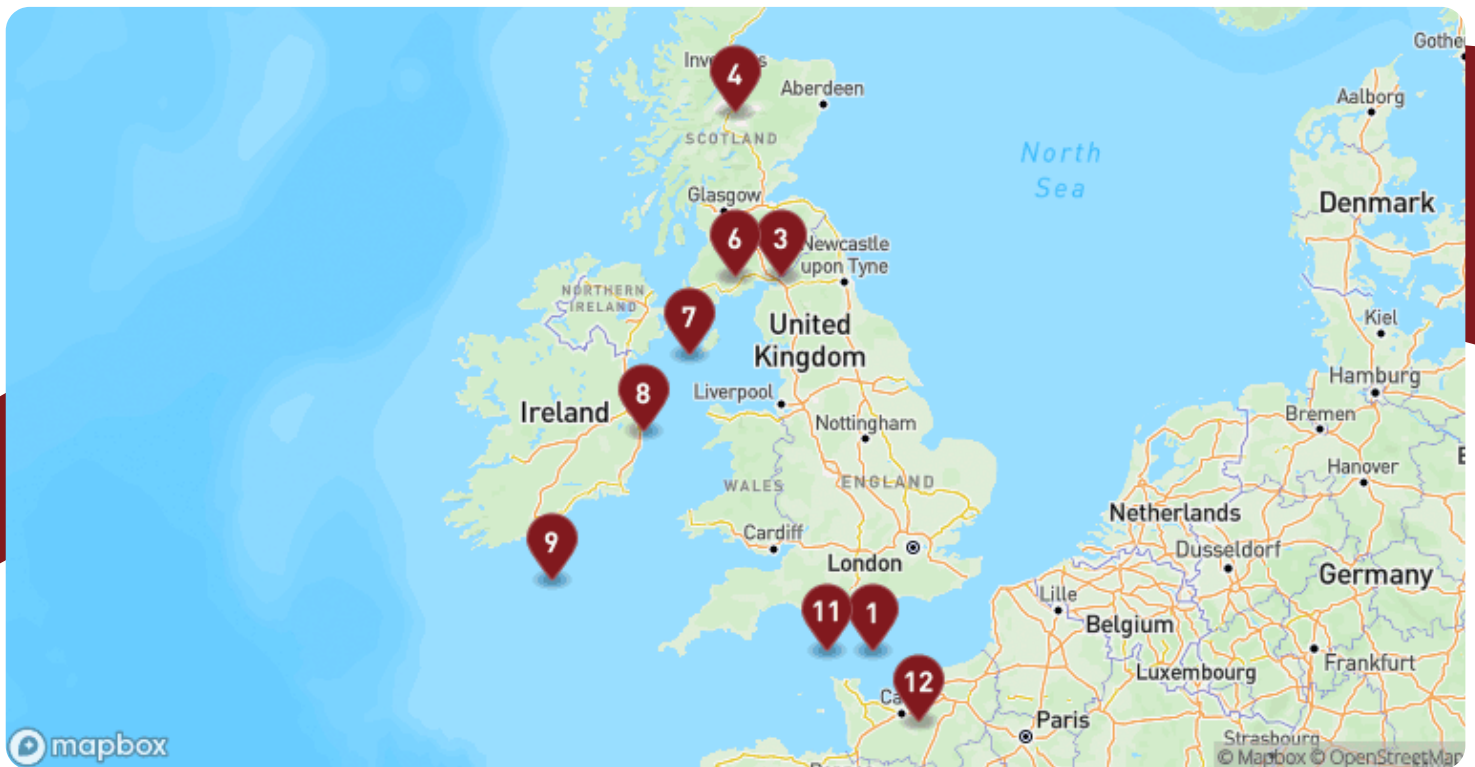 Gothe
Inv s
4
Aberdeen
Aalborg
SCOTLAND
North
Sea
Glasgow
Denmark
6
3
Newcastle
upon Tyne
NORTHERN
IRELAND
7
United
Kingdom
Kiel
8
Liverpool
Hamburg
Ireland
Bremen
Nottingham
Hanover
WALES
ENGLAND
Netherlands
9
Cardiff
London
Dusseldorf
Germany
Lille
11
1
Belgium
Frankfurt
Luxembourg
12
Ca
Paris
Strasbourg
mapbox
© Mapbox © OpenStreetMap